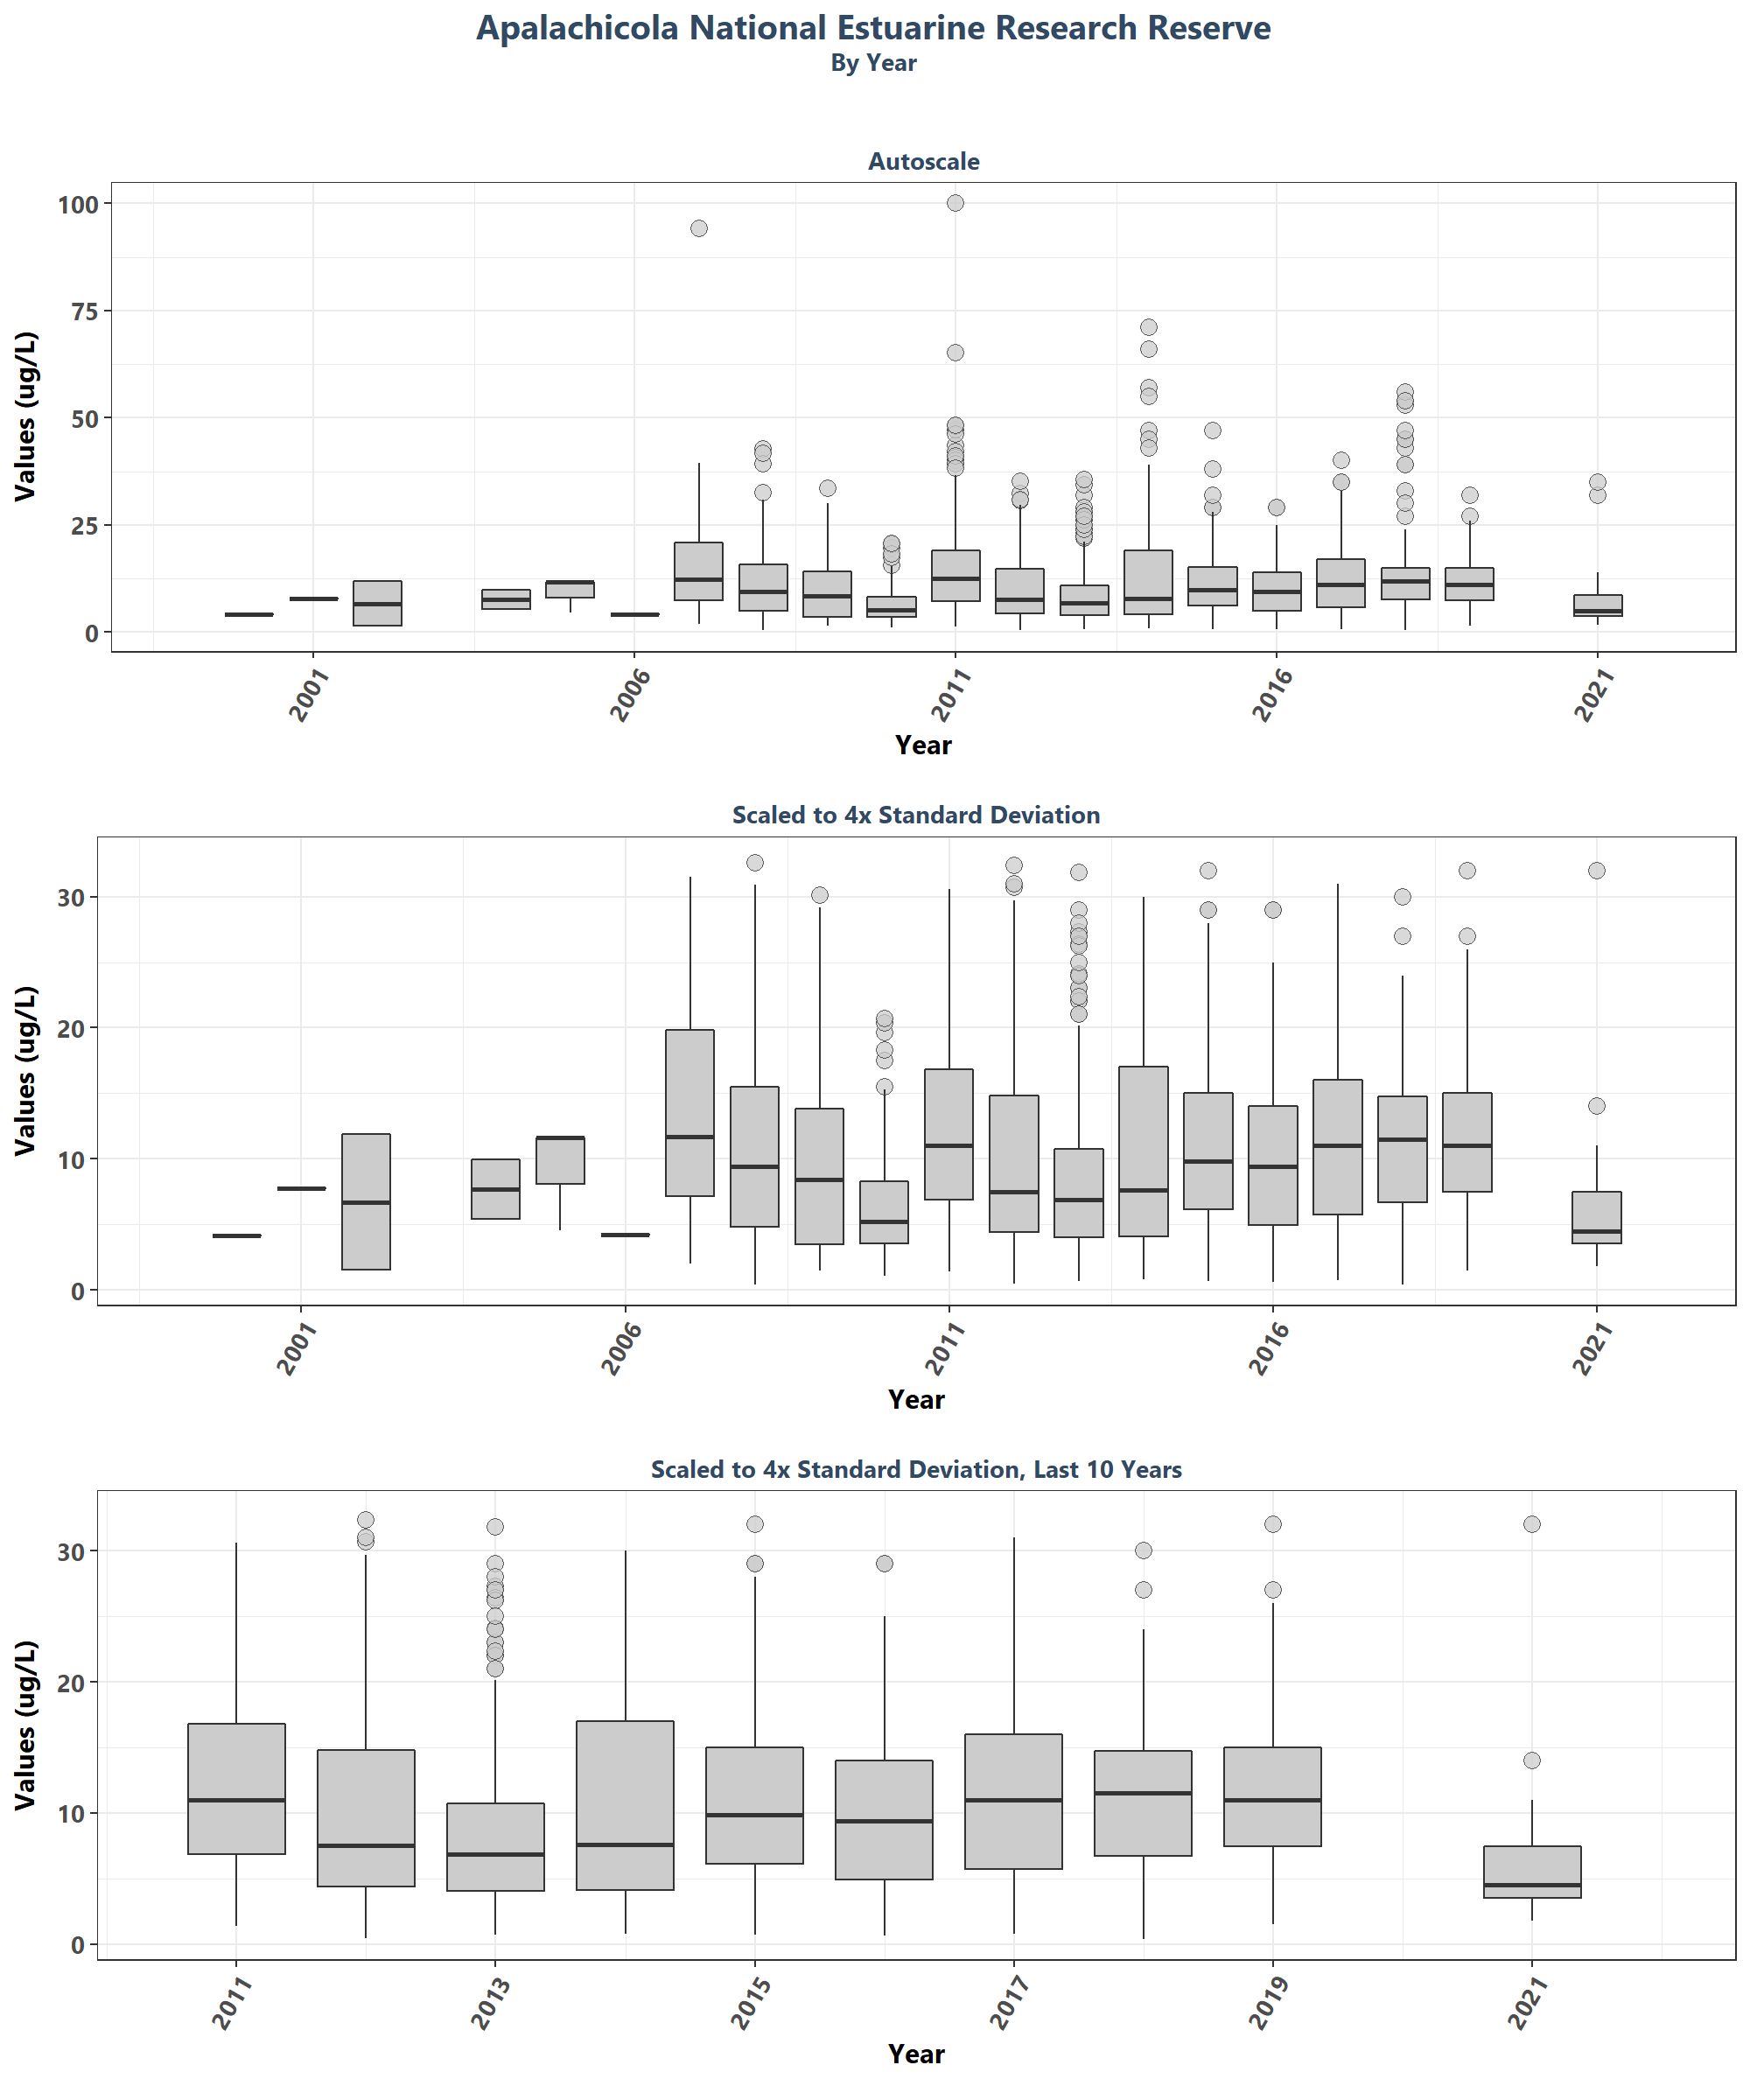 Apalachicola National Estuarine Research Reserve
By Year
Autoscale
Values (ug/L)
100
75
50
25
0
2001
2006
2011
2016
2021
Year
Scaled to 4x Standard Deviation
Values (ug/L)
30
20
10
0
2001
2006
2011
2016
2021
Year
Scaled to 4x Standard Deviation, Last 10 Years
Values (ug/L)
30
20
10
0
2011
2013
2015
2017
2019
2021
Year